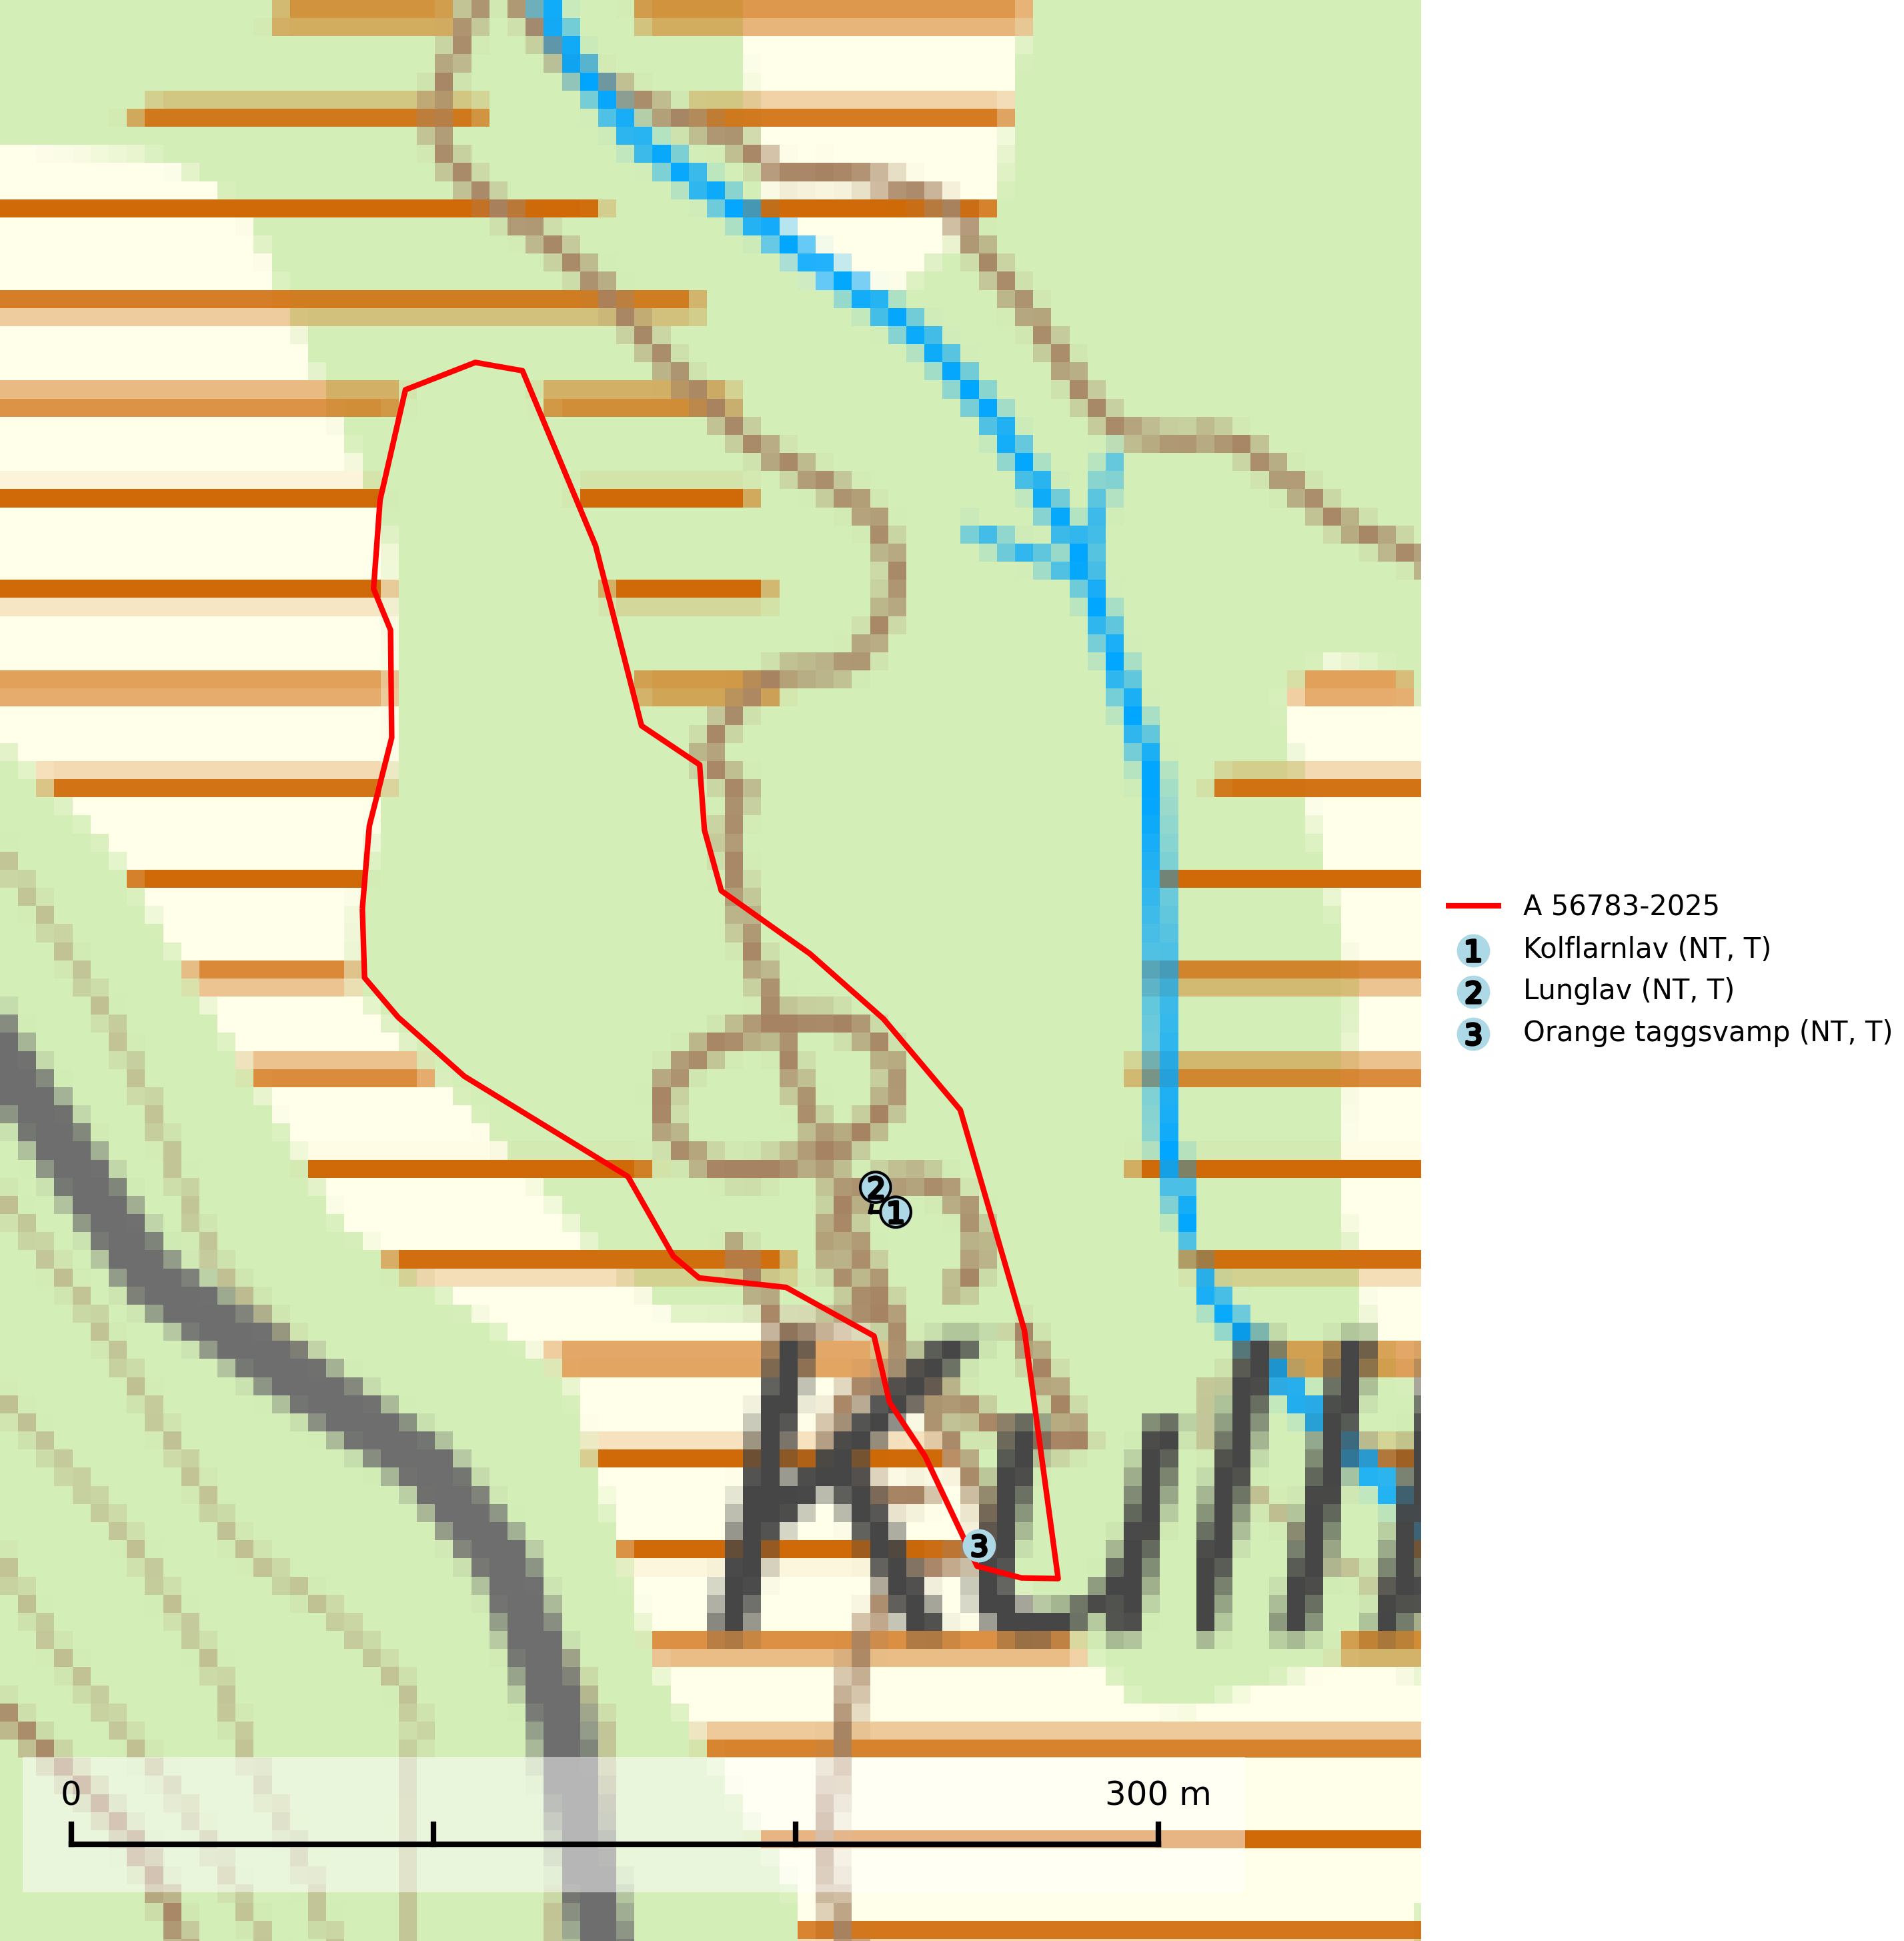 A 56783-2025
1 Kolflarnlav (NT, T)
2 Lunglav (NT, T)
3 Orange taggsvamp (NT, T)
2
1
3
0 300 m